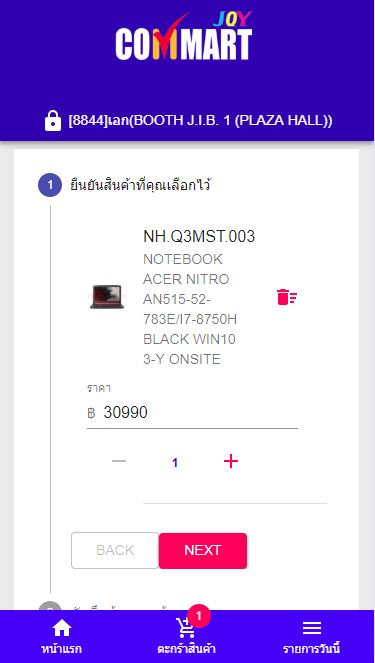 JOY
COMMART
[8844]เอก(BOOTH J.I.B. 1 (PLAZA HALL))
1 ยืนยันสินค้าที่คุณเลือกไว้
NH.Q3MST.003
NOTEBOOK
ACER NITRO
AN515-52-
783E/I7-8750H
BLACK WIN10
3-Y ONSITE
ราคา
฿ 30990
1
BACK NEXT
1
หน้าแรก ตะกร้าสินค้า รายการวันนี้